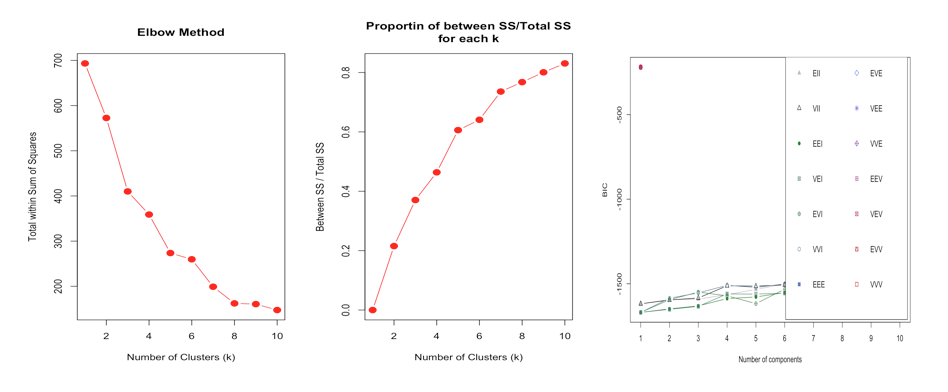 Elbow Method
Total within Sum of Squares
700
600
500
400
300
200
2 4 6 8 10
Number of Clusters (k)
Proportin of between SS/Total SS
for each k
Between SS / Total SS
0.8
0.6
0.4
0.2
0.0
2 4 6 8 10
Number of Clusters (k)
BIC
-500
-1000
-1500
1 2 3 4 5 6 7 8 9 10
Number of components
EII EVE
VII VEE
EEI VVE
VEI EEV
EVI VEV
VVI EVV
EEE VVV